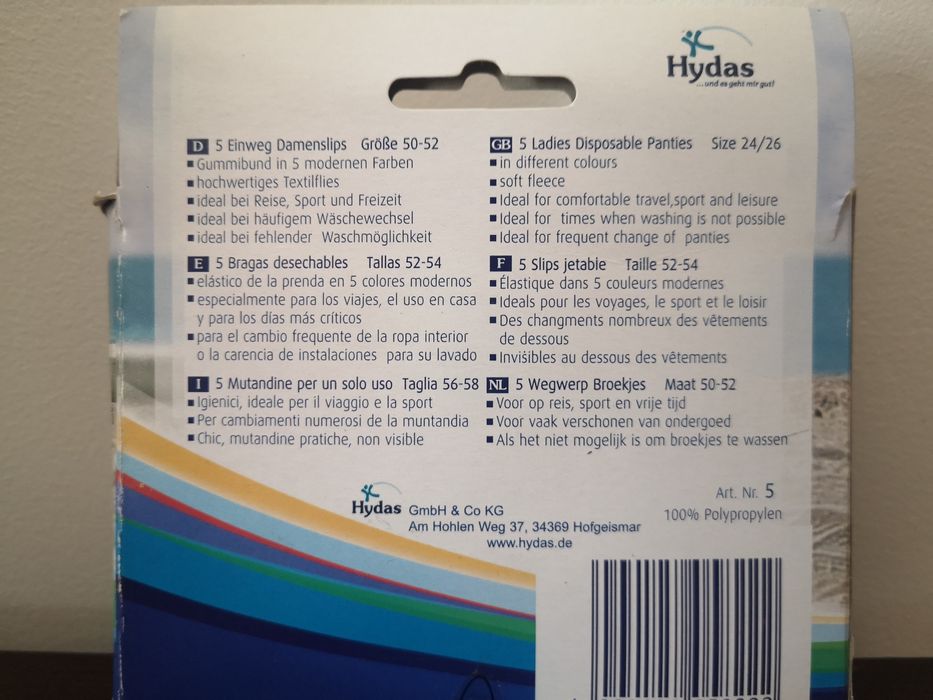 Hydas
...und es geht mir gut!
D 5 Einweg Damenslips Größe 50-52
Gummibund in 5 modernen Farben
hochwertiges Textilflies
ideal bei Reise, Sport und Freizeit
ideal bei häufigem Wäschewechsel
ideal bei fehlender Waschmöglichkeit
GB 5 Ladies Disposable Panties Size 24/26
in different colours
soft fleece
Ideal for comfortable travel,sport and leisure
Ideal for times when washing is not possible
Ideal for frequent change of panties
E 5 Bragas desechables Tallas 52-54
elástico de la prenda en 5 colores modernos
especialmente para los viajes, el uso en casa
y para los días más críticos
para el cambio frequente de la ropa interior
o la carencia de instalaciones para su lavado
F 5 Slips jetable Taille 52-54
Élastique dans 5 couleurs modernes
Ideals pour les voyages, le sport et le loisir
Des changments nombreux des vêtements
de dessous
Invisibles au dessous des vêtements
I 5 Mutandine per un solo uso Taglia 56-58
Igienici, ideale per il viaggio e la sport
Per cambiamenti numerosi de la muntandia
Chic, mutandine pratiche, non visible
NL 5 Wegwerp Broekjes Maat 50-52
Voor op reis, sport en vrije tijd
Voor vaak verschonen van ondergoed
Als het niet mogelijk is om broekjes te wassen
Art. Nr. 5
100% Polypropylen
Hydas GmbH & Co KG
Am Hohlen Weg 37, 34369 Hofgeismar
www.hydas.de